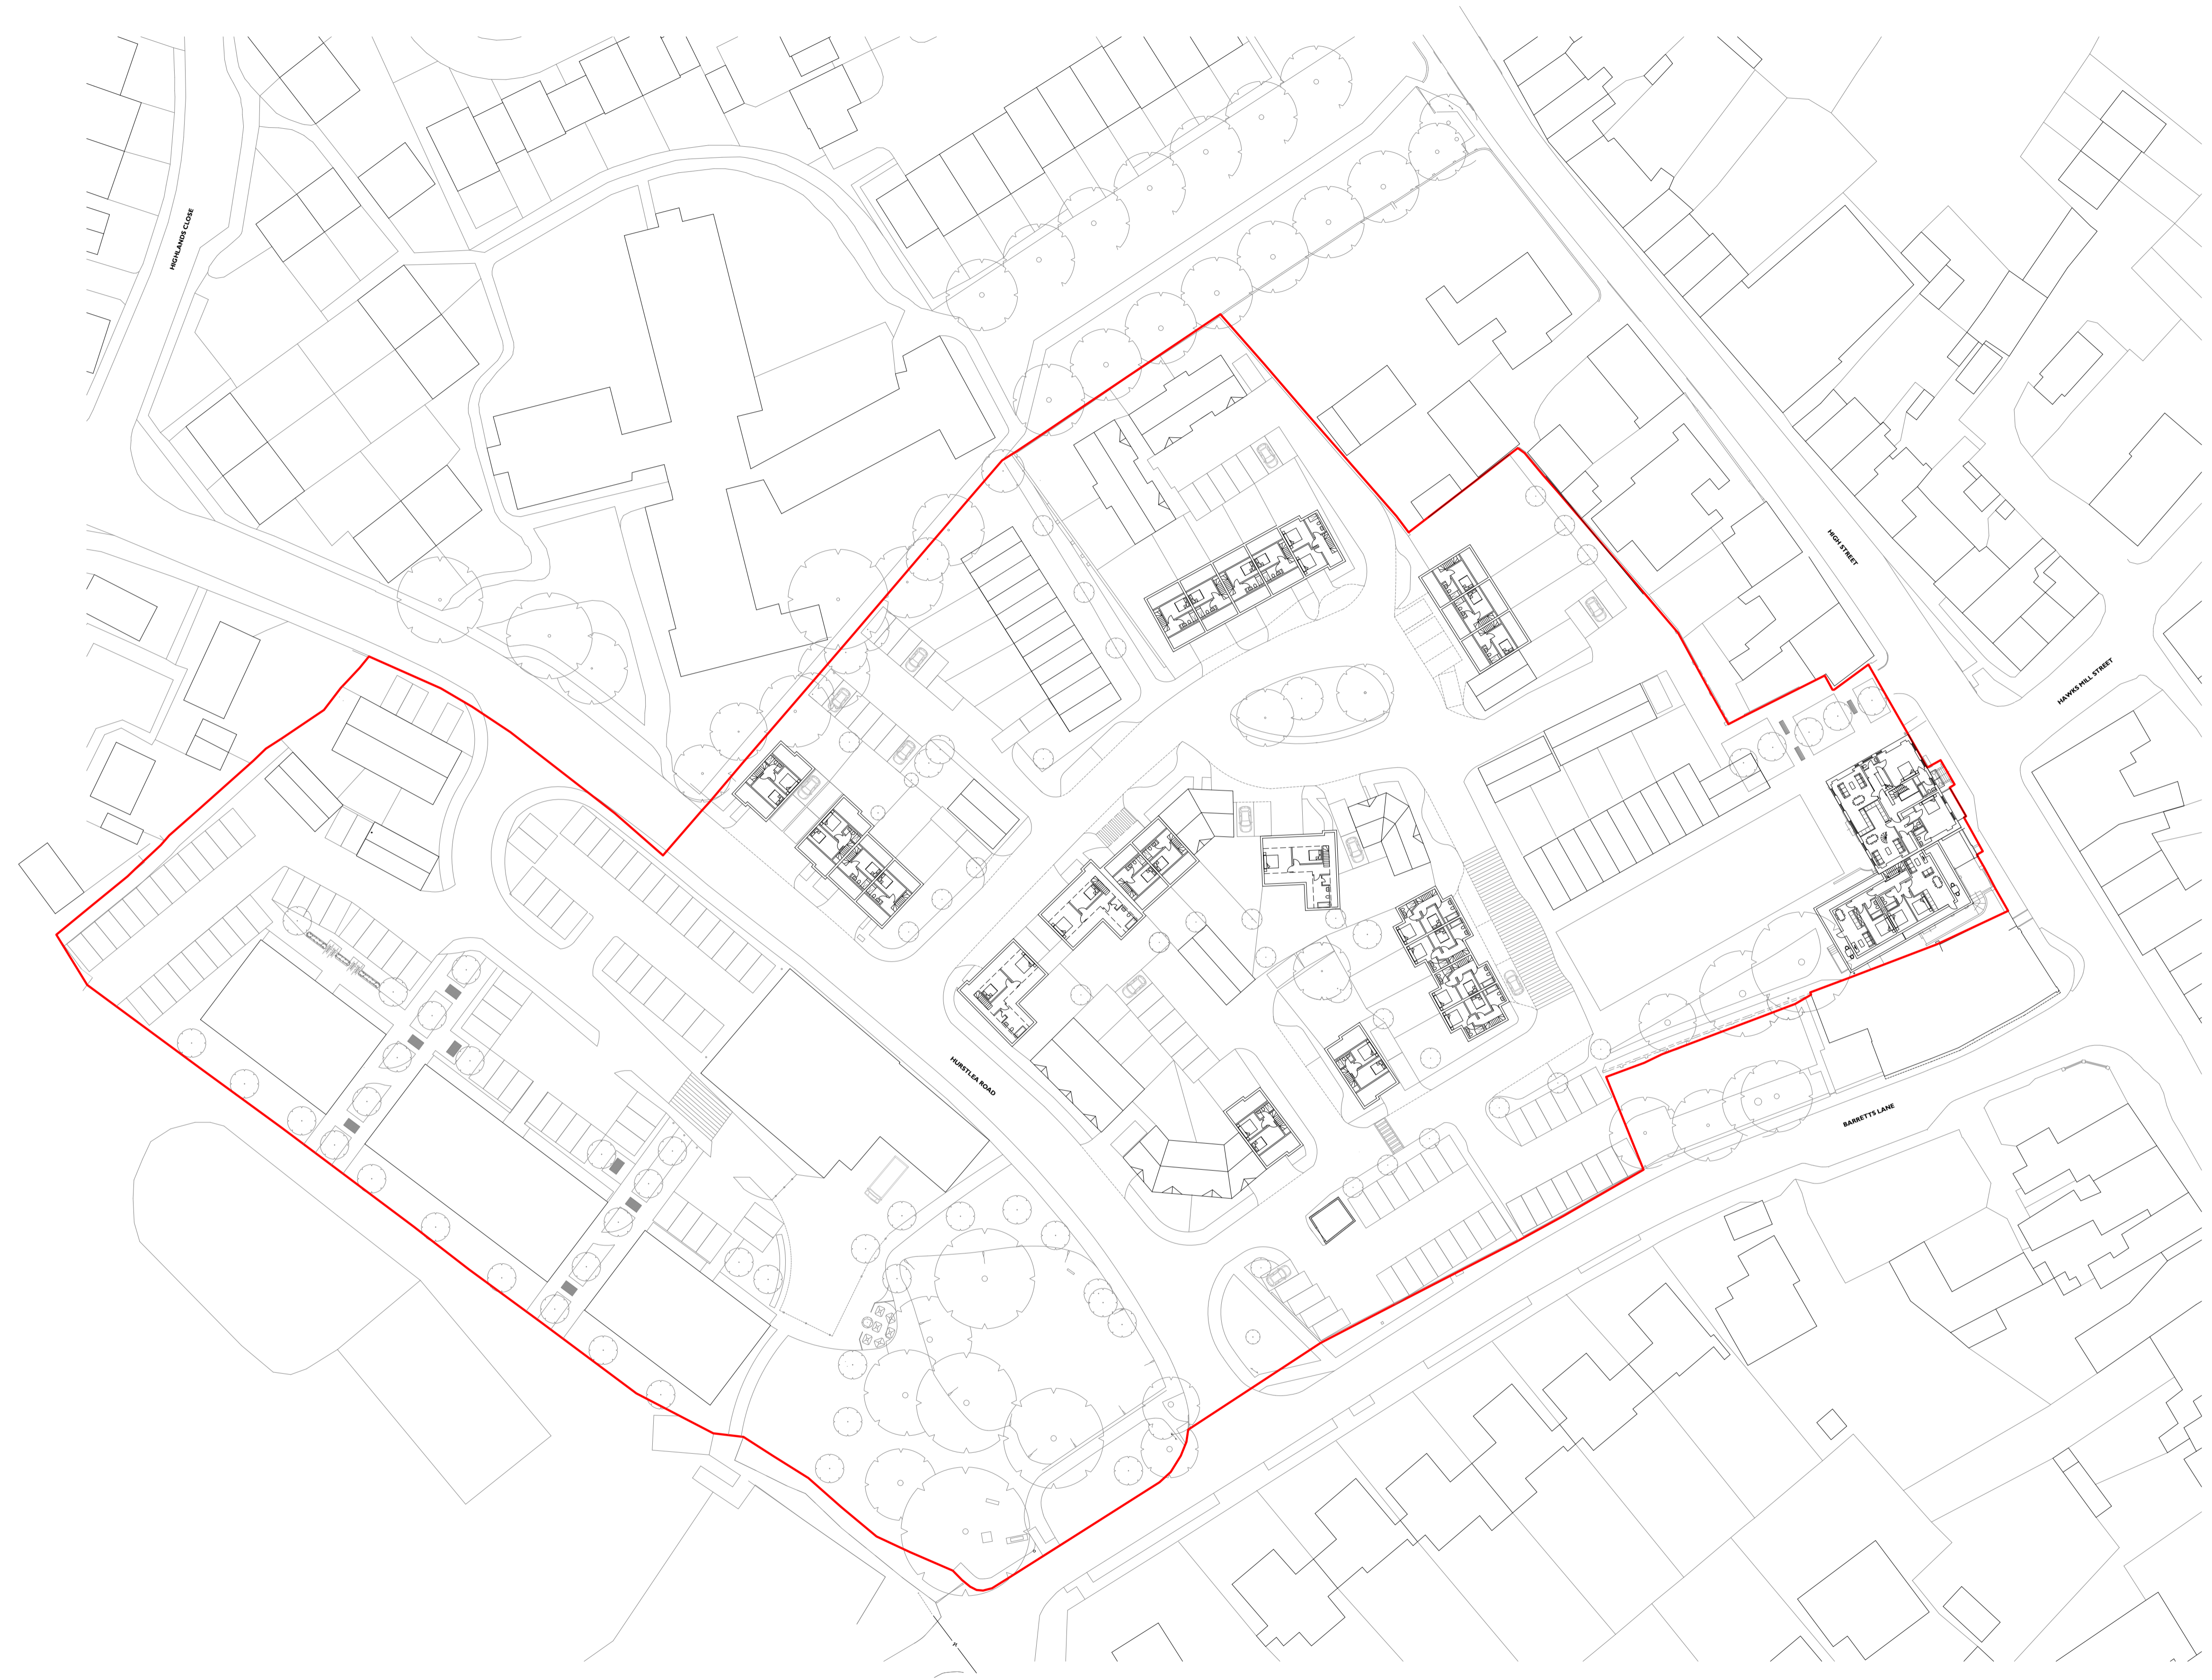 HIGHLANDS CLOSE
HIGH STREET
HAWKS MILL STREET
HURSTLEA ROAD
BARRETTS LANE